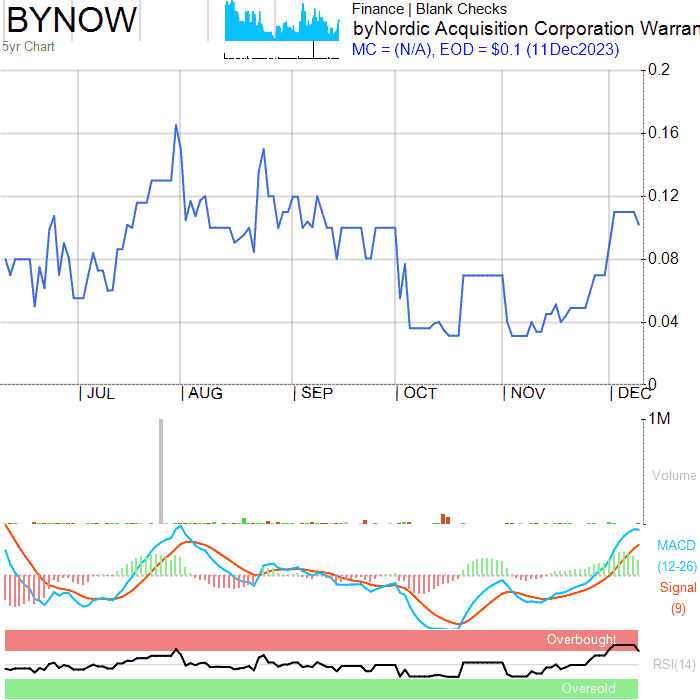 BYNOW
5yr Chart
Finance | Blank Checks
byNordic Acquisition Corporation Warran
MC = (N/A), EOD = $0.1 (11Dec2023)
0.2
0.16
0.12
0.08
0.04
0
JUL AUG SEP OCT NOV DEC
1M
Volume
MACD
(12-26)
Signal
(9)
Overbought
RSI(14)
Oversold